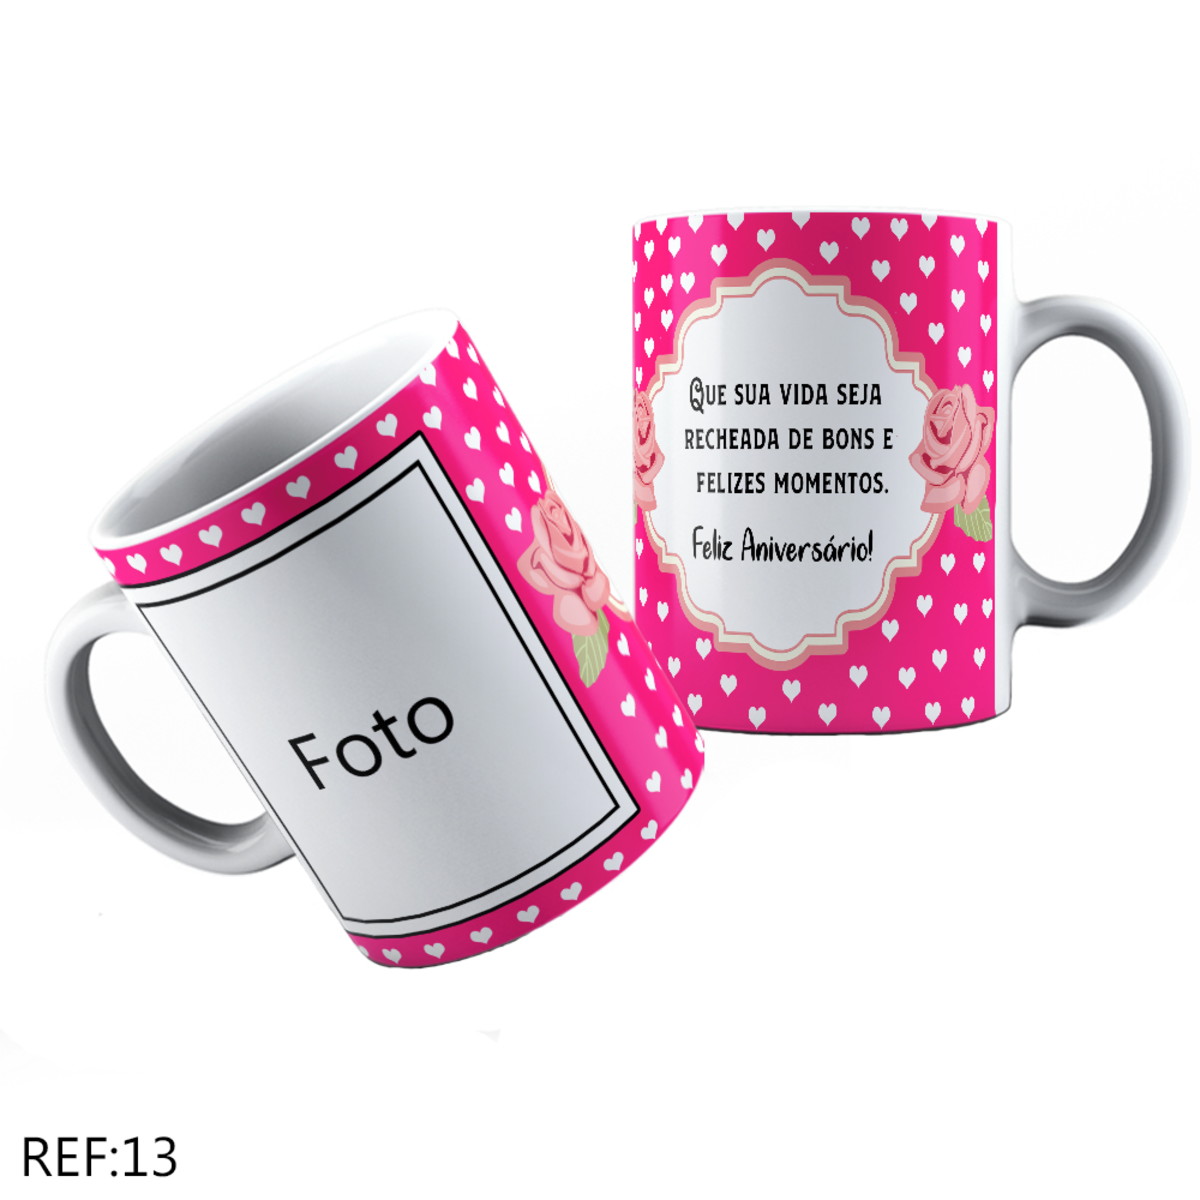 Que sua vida seja
recheada de bons e
felizes momentos.
Feliz Aniversário!
Foto
REF:13